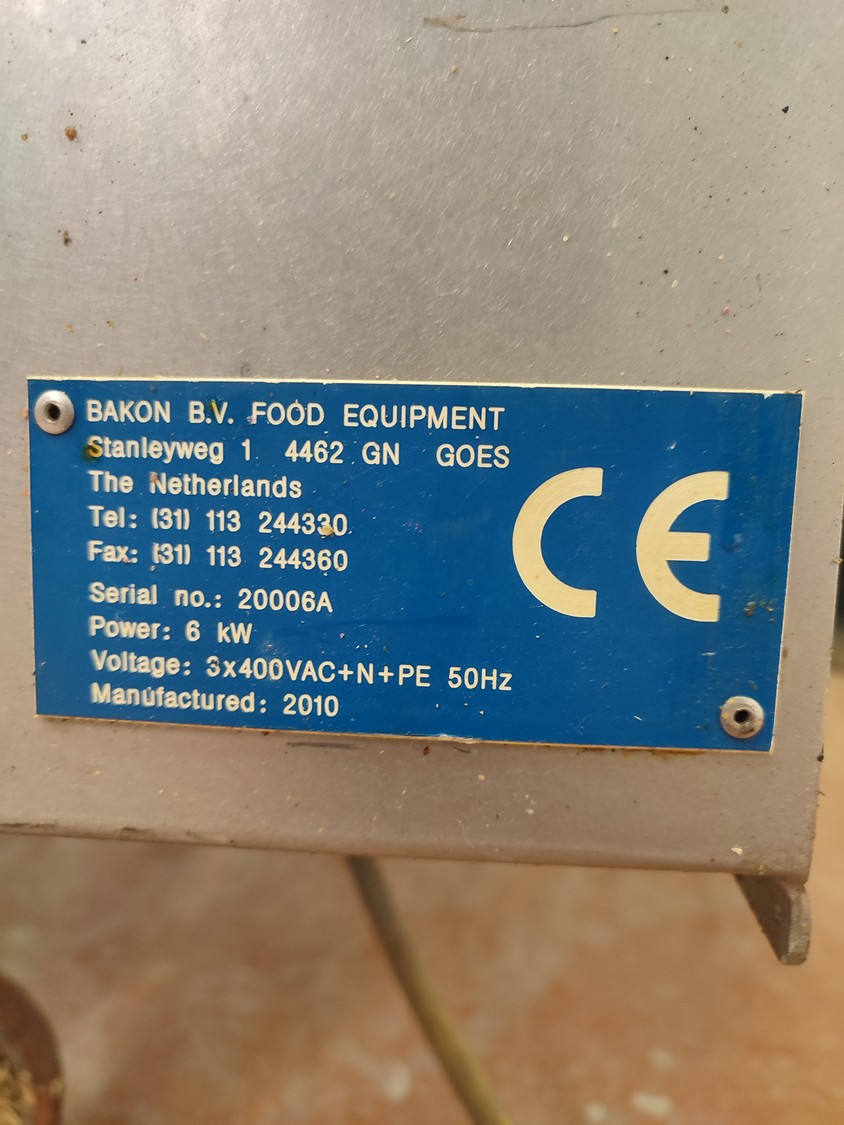 BAKON B.V. FOOD EQUIPMENT
Stanleyweg 1 4462 GN GOES
The Netherlands
Tel: (31) 113 244330
Fax: (31) 113 244360
Serial no.: 20006A
Power: 6 kW
Voltage: 3x400VAC+N+PE 50Hz
Manufactured: 2010
CE